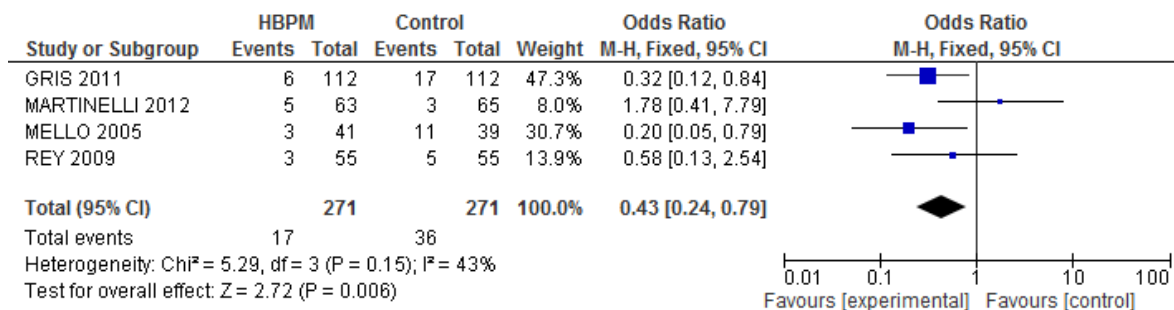 HBPM Control Odds Ratio Odds Ratio
Study or Subgroup Events Total Events Total Weight M-H, Fixed, 95% CI M-H, Fixed, 95% CI
GRIS 2011 6 112 17 112 47.3% 0.32 [0.12, 0.84]
MARTINELLI 2012 5 63 3 65 8.0% 1.78 [0.41, 7.79]
MELLO 2005 3 41 11 39 30.7% 0.20 [0.05, 0.79]
REY 2009 3 55 5 55 13.9% 0.58 [0.13, 2.54]
Total (95% CI) 271 271 100.0% 0.43 [0.24, 0.79]
Total events 17 36
Heterogeneity: Chi² = 5.29, df = 3 (P = 0.15); I² = 43%
Test for overall effect: Z = 2.72 (P = 0.006)
0.01 0.1 1 10 100
Favours [experimental] Favours [control]